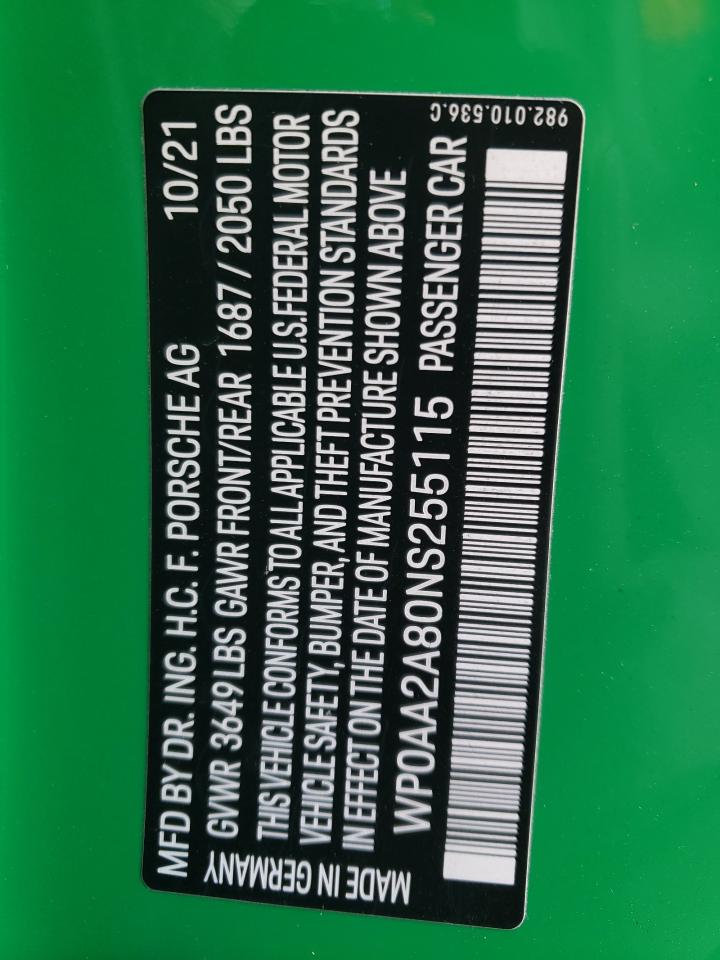 MFD BY DR. ING. H.C. F. PORSCHE AG 10/21
GVWR 3649 LBS GAWR FRONT/REAR 1687 / 2050 LBS
THIS VEHICLE CONFORMS TO ALL APPLICABLE U.S. FEDERAL MOTOR
VEHICLE SAFETY, BUMPER, AND THEFT PREVENTION STANDARDS
IN EFFECT ON THE DATE OF MANUFACTURE SHOWN ABOVE
WP0AA2A80NS255115 PASSENGER CAR
MADE IN GERMANY
982.010.536.C